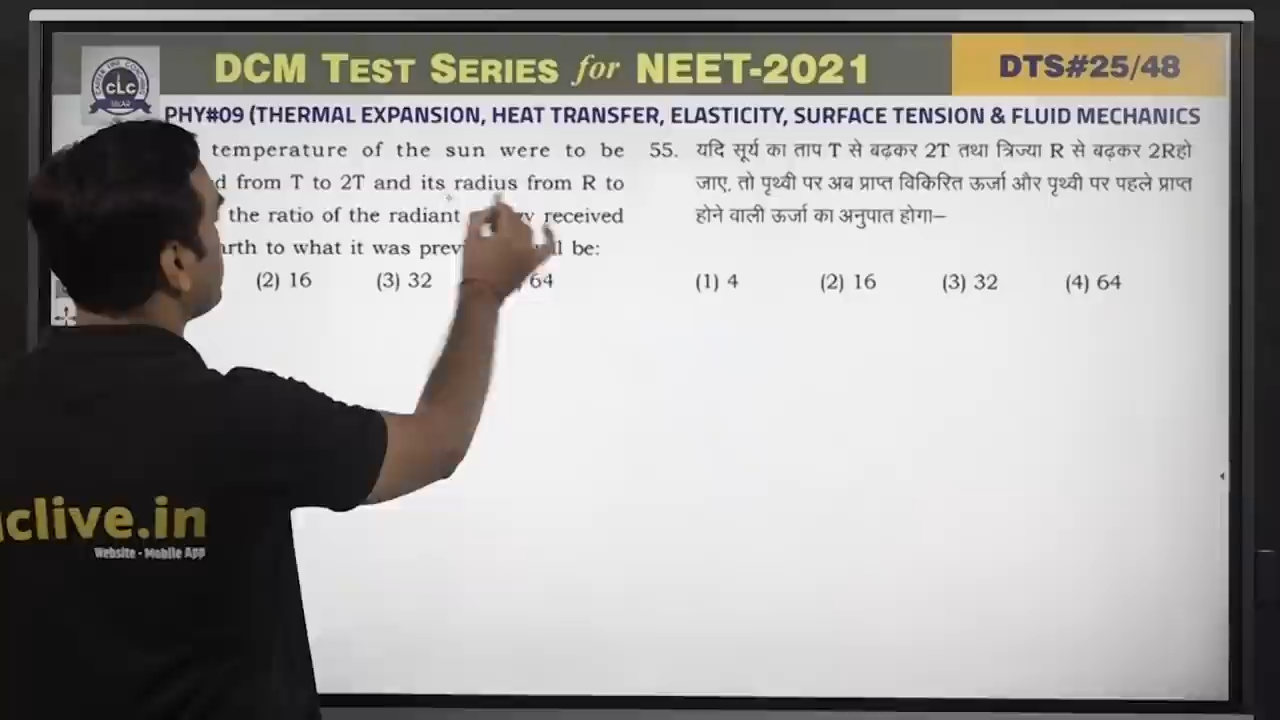 DCM TEST SERIES for NEET-2021
DTS#25/48
CLC
PHY#09 (THERMAL EXPANSION, HEAT TRANSFER, ELASTICITY, SURFACE TENSION & FLUID MECHANICS
temperature of the sun were to be
d from T to 2T and its radius from R to
the ratio of the radiant received
arth to what it was be:
(2) 16 (3) 32 64
55. यदि सूर्य का ताप T से बढ़कर 2T तथा त्रिज्या R से बढ़कर 2Rहो
जाए, तो पृथ्वी पर अब प्राप्त विकिरित ऊर्जा और पृथ्वी पर पहले प्राप्त
होने वाली ऊर्जा का अनुपात होगा–
(1) 4 (2) 16 (3) 32 (4) 64
clive.in
Website - Mobile App